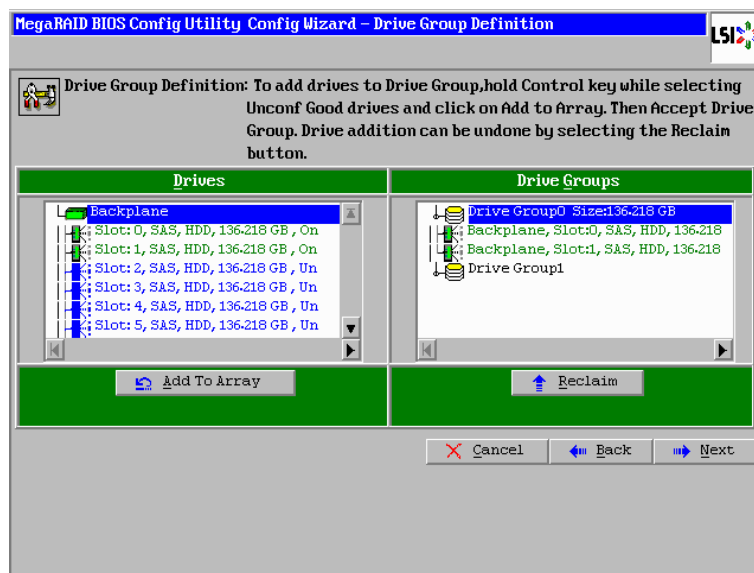 MegaRAID BIOS Config Utility Config Wizard – Drive Group Definition
LSI
Drive Group Definition: To add drives to Drive Group,hold Control key while selecting
Unconf Good drives and click on Add to Array. Then Accept Drive
Group. Drive addition can be undone by selecting the Reclaim
button.
Drives
Backplane
Slot: 0, SAS, HDD, 136.218 GB , On
Slot: 1, SAS, HDD, 136.218 GB , On
Slot: 2, SAS, HDD, 136.218 GB , Un
Slot: 3, SAS, HDD, 136.218 GB , Un
Slot: 4, SAS, HDD, 136.218 GB , Un
Slot: 5, SAS, HDD, 136.218 GB , Un
Add To Array
Drive Groups
Drive Group0 Size:136.218 GB
Backplane, Slot:0, SAS, HDD, 136.218
Backplane, Slot:1, SAS, HDD, 136.218
Drive Group1
Reclaim
Cancel
Back
Next